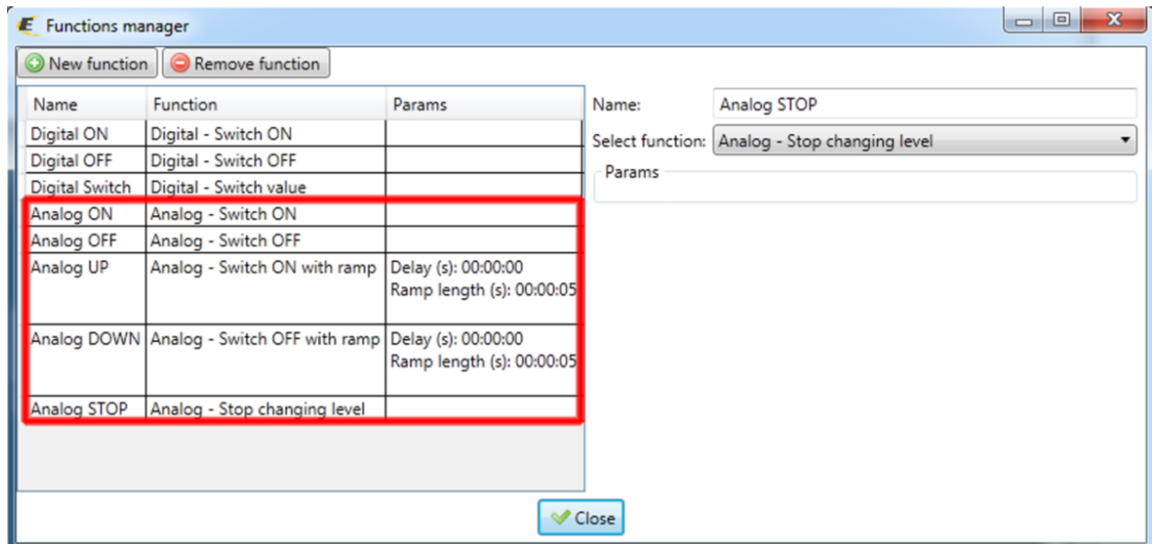 Functions manager
New function Remove function
Name Function Params
Digital ON Digital - Switch ON
Digital OFF Digital - Switch OFF
Digital Switch Digital - Switch value
Analog ON Analog - Switch ON
Analog OFF Analog - Switch OFF
Analog UP Analog - Switch ON with ramp Delay (s): 00:00:00
Ramp length (s): 00:00:05
Analog DOWN Analog - Switch OFF with ramp Delay (s): 00:00:00
Ramp length (s): 00:00:05
Analog STOP Analog - Stop changing level
Name: Analog STOP
Select function: Analog - Stop changing level
Params
Close